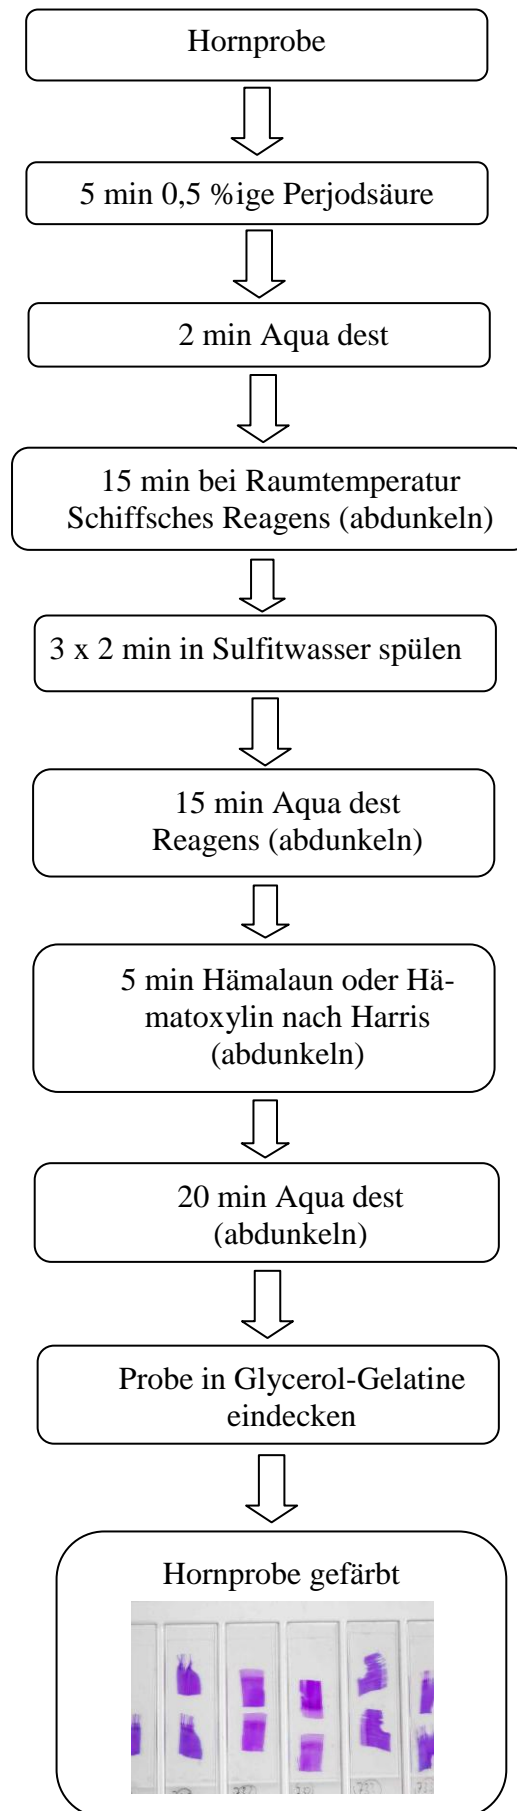 Hornprobe
5 min 0,5 %ige Perjodsäure
2 min Aqua dest
15 min bei Raumtemperatur
Schiffsches Reagens (abdunkeln)
3 x 2 min in Sulfitwasser spülen
15 min Aqua dest
Reagens (abdunkeln)
5 min Hämalaun oder Hä-
matoxylin nach Harris
(abdunkeln)
20 min Aqua dest
(abdunkeln)
Probe in Glycerol-Gelatine
eindecken
Hornprobe gefärbt